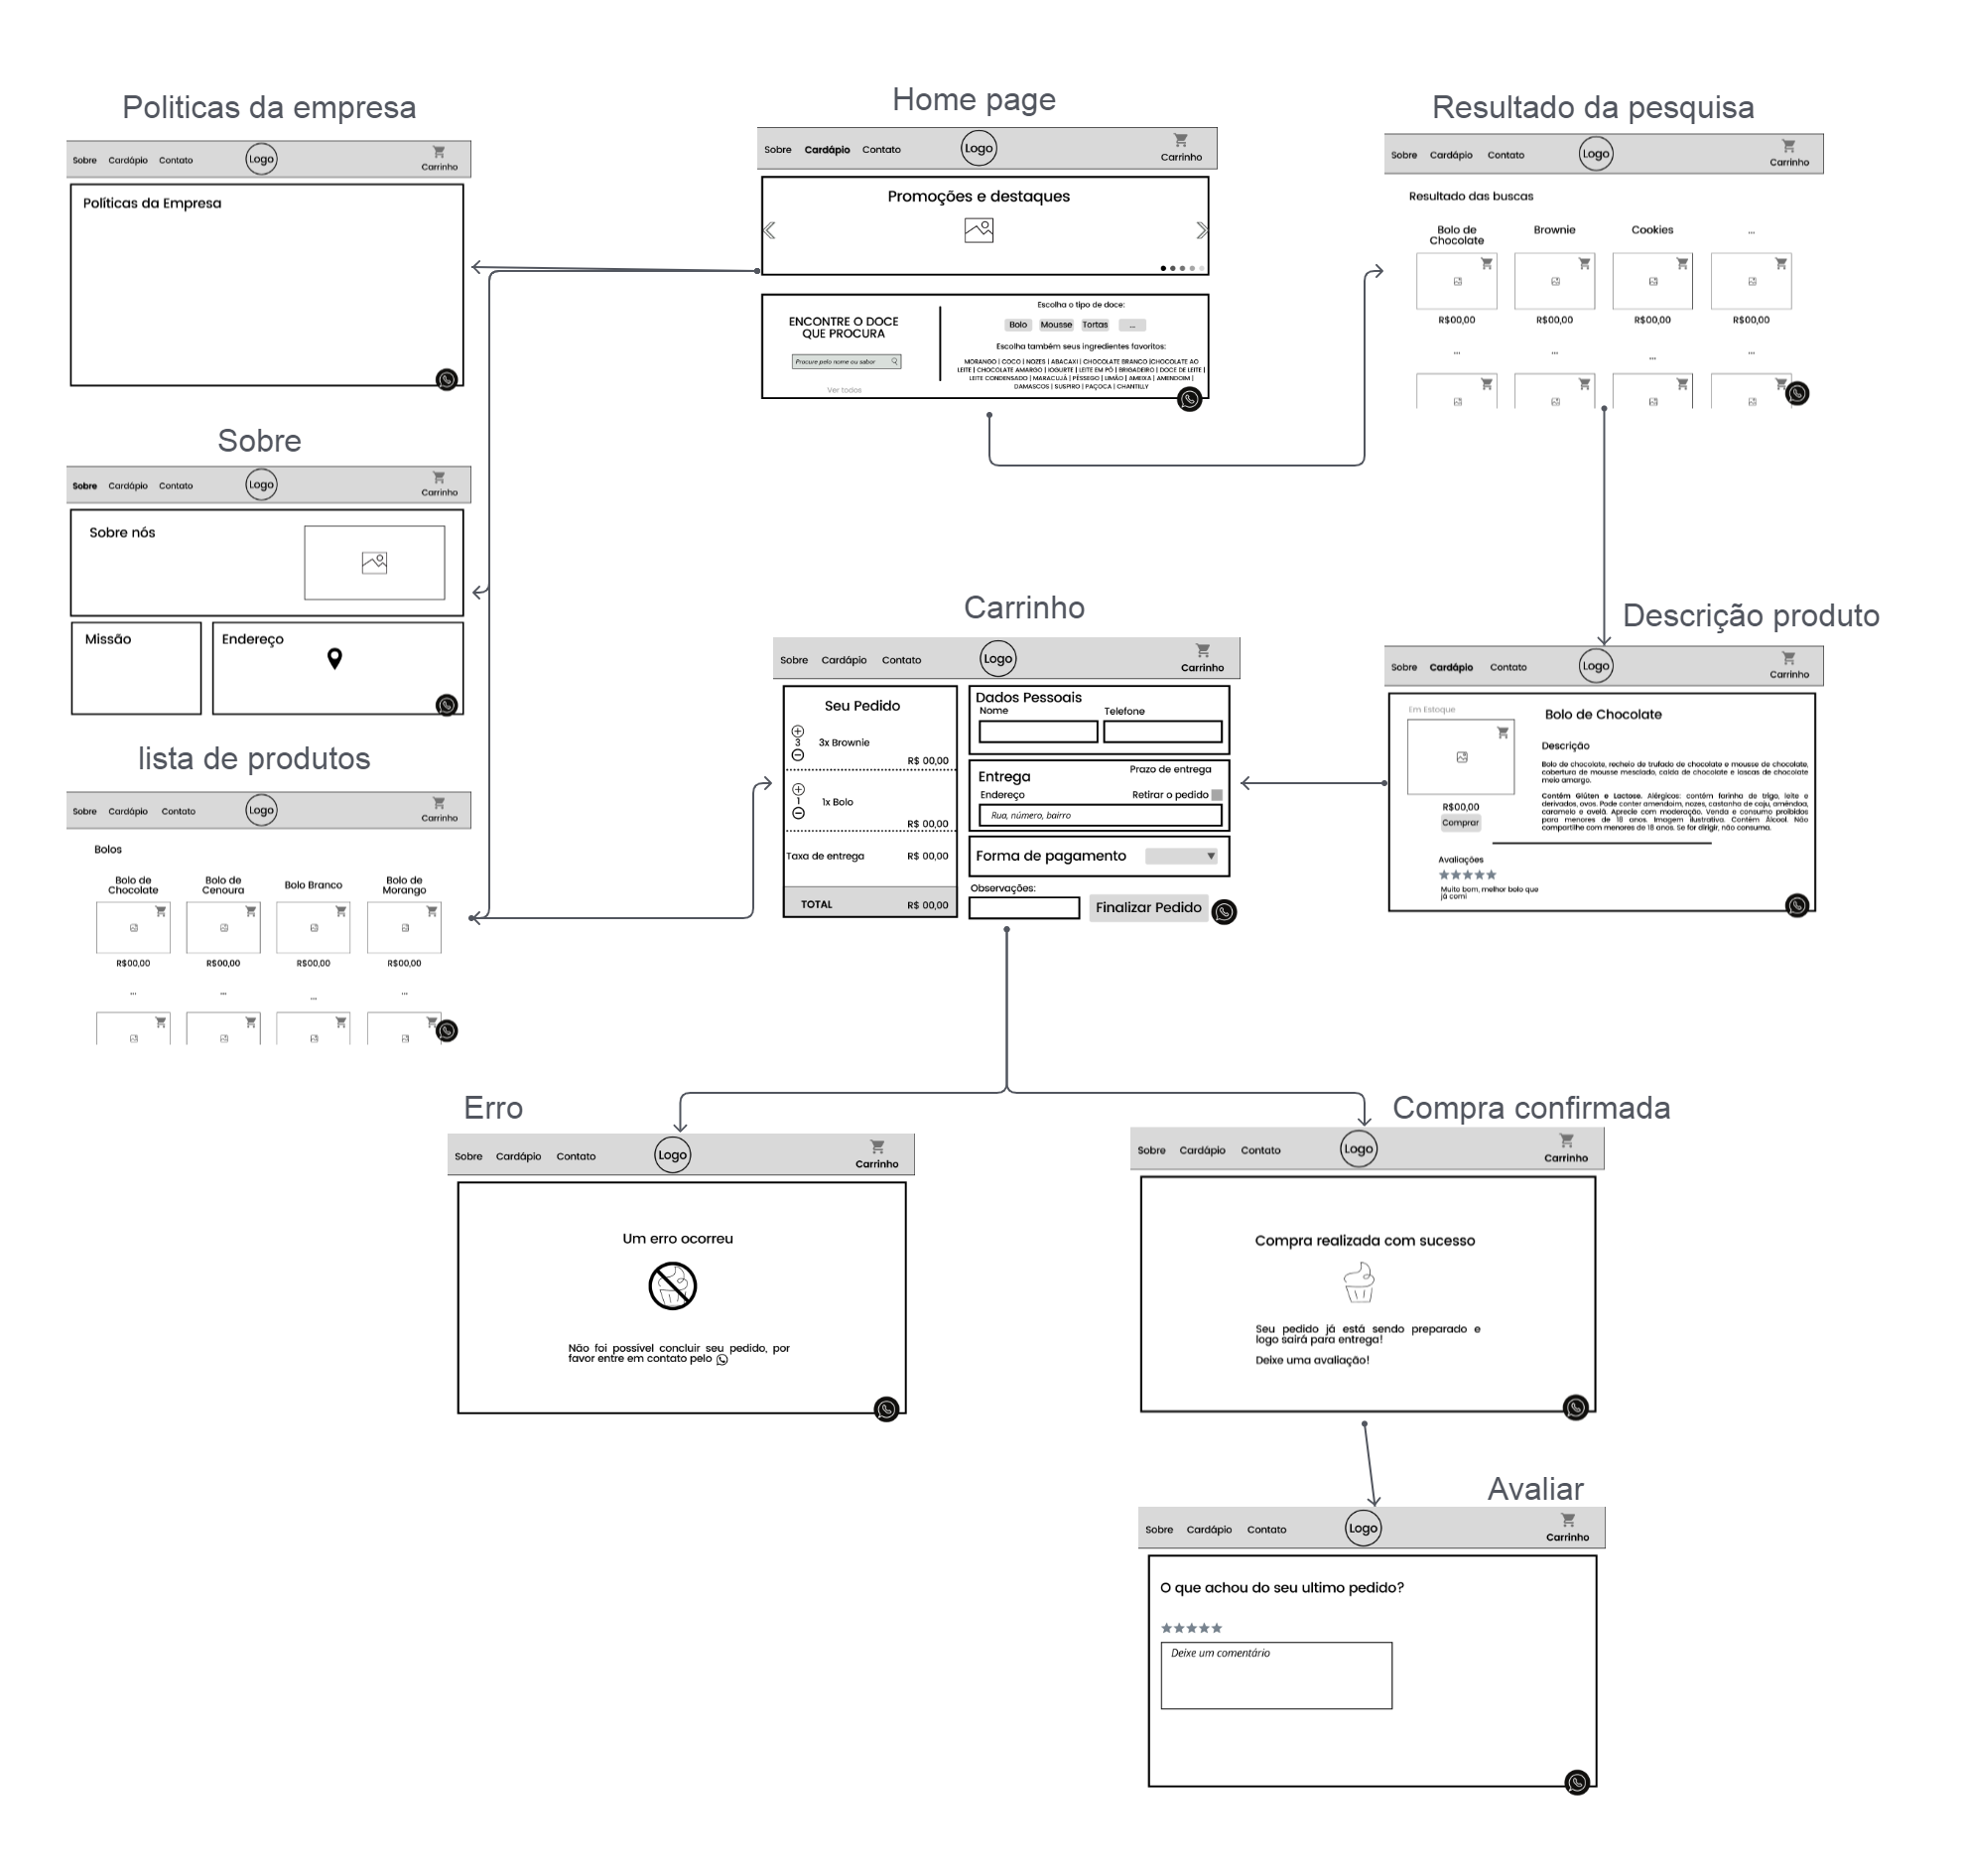 Politicas da empresa
Sobre Cardápio Contato Logo Carrinho
Políticas da Empresa
Home page
Sobre Cardápio Contato Logo Carrinho
Promoções e destaques
ENCONTRE O DOCE
QUE PROCURA
Procure pelo nome ou sabor
Ver todos
Escolha o tipo de doce:
Bolo Mousse Tortas ...
Escolha também seus ingredientes favoritos:
MORANGO | COCO | NOZES | ABACAXI | CHOCOLATE BRANCO |CHOCOLATE AO
LEITE | CHOCOLATE AMARGO | IOGURTE | LEITE EM PÓ | BRIGADEIRO | DOCE DE LEITE |
LEITE CONDENSADO | MARACUJÁ | PÊSSEGO | LIMÃO | AMEIXA | AMENDOIM |
DAMASCOS | SUSPIRO | PAÇOCA | CHANTILLY
Resultado da pesquisa
Sobre Cardápio Contato Logo Carrinho
Resultado das buscas
Bolo de
Chocolate
Brownie
Cookies
...
R$00,00 R$00,00 R$00,00 R$00,00
... ... ... ...
Sobre
Sobre Cardápio Contato Logo Carrinho
Sobre nós
Missão
Endereço
lista de produtos
Sobre Cardápio Contato Logo Carrinho
Bolos
Bolo de
Chocolate
Bolo de
Cenoura
Bolo Branco
Bolo de
Morango
R$00,00 R$00,00 R$00,00 R$00,00
... ... ... ...
Carrinho
Sobre Cardápio Contato Logo Carrinho
Seu Pedido
3
3x Brownie
R$ 00,00
1
1x Bolo
R$ 00,00
Taxa de entrega R$ 00,00
TOTAL R$ 00,00
Dados Pessoais
Nome Telefone
Entrega Prazo de entrega
Endereço Retirar o pedido
Rua, número, bairro
Forma de pagamento
Observações:
Finalizar Pedido
Descrição produto
Sobre Cardápio Contato Logo Carrinho
Em Estoque
R$00,00
Comprar
Bolo de Chocolate
Descrição
Bolo de chocolate, recheio de trufado de chocolate e mousse de chocolate,
cobertura de mousse mesclado, calda de chocolate e lascas de chocolate
meio amargo.
Contém Glúten e Lactose. Alérgicos: contém farinha de trigo, leite e
derivados, ovos. Pode conter amendoim, nozes, castanha de caju, amêndoa,
caramelo e avelã. Aprecie com moderação. Venda e consumo proibidos
para menores de 18 anos. Imagem ilustrativa. Contém Álcool. Não
compartilhe com menores de 18 anos. Se for dirigir, não consuma.
Avaliações
Muito bom, melhor bolo que
já comi
Erro
Sobre Cardápio Contato Logo Carrinho
Um erro ocorreu
Não foi possível concluir seu pedido, por
favor entre em contato pelo
Compra confirmada
Sobre Cardápio Contato Logo Carrinho
Compra realizada com sucesso
Seu pedido já está sendo preparado e
logo sairá para entrega!
Deixe uma avaliação!
Avaliar
Sobre Cardápio Contato Logo Carrinho
O que achou do seu ultimo pedido?
Deixe um comentário